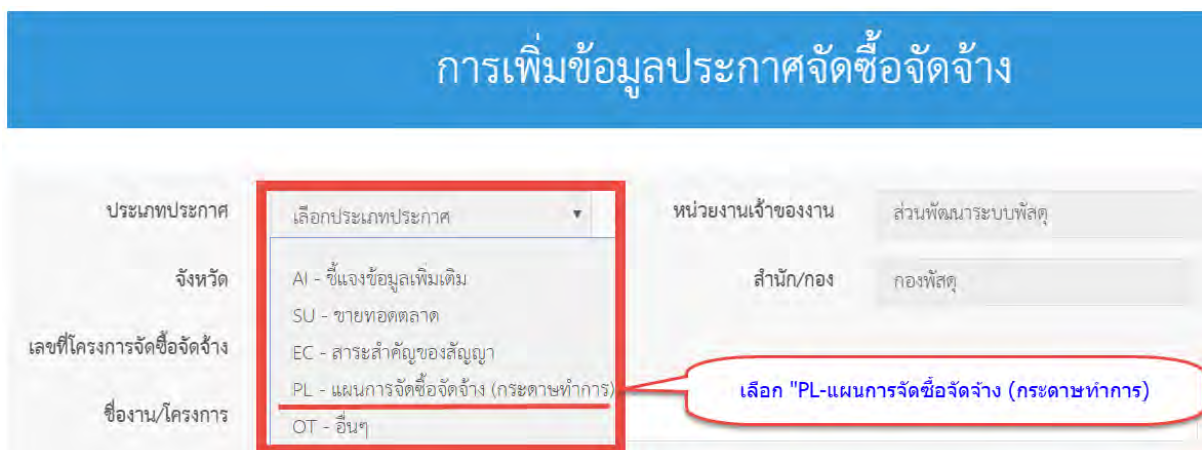 การเพิ่มข้อมูลประกาศจัดซื้อจัดจ้าง
ประเภทประกาศ เลือกประเภทประกาศ หน่วยงานเจ้าของงาน ส่วนพัฒนาระบบพัสดุ
จังหวัด AI - ชี้แจงข้อมูลเพิ่มเติม สำนัก/กอง กองพัสดุ
SU - ขายทอดตลาด
เลขที่โครงการจัดซื้อจัดจ้าง EC - สาระสำคัญของสัญญา
PL - แผนการจัดซื้อจัดจ้าง (กระดาษทำการ) เลือก "PL-แผนการจัดซื้อจัดจ้าง (กระดาษทำการ)
ชื่องาน/โครงการ OT - อื่นๆ